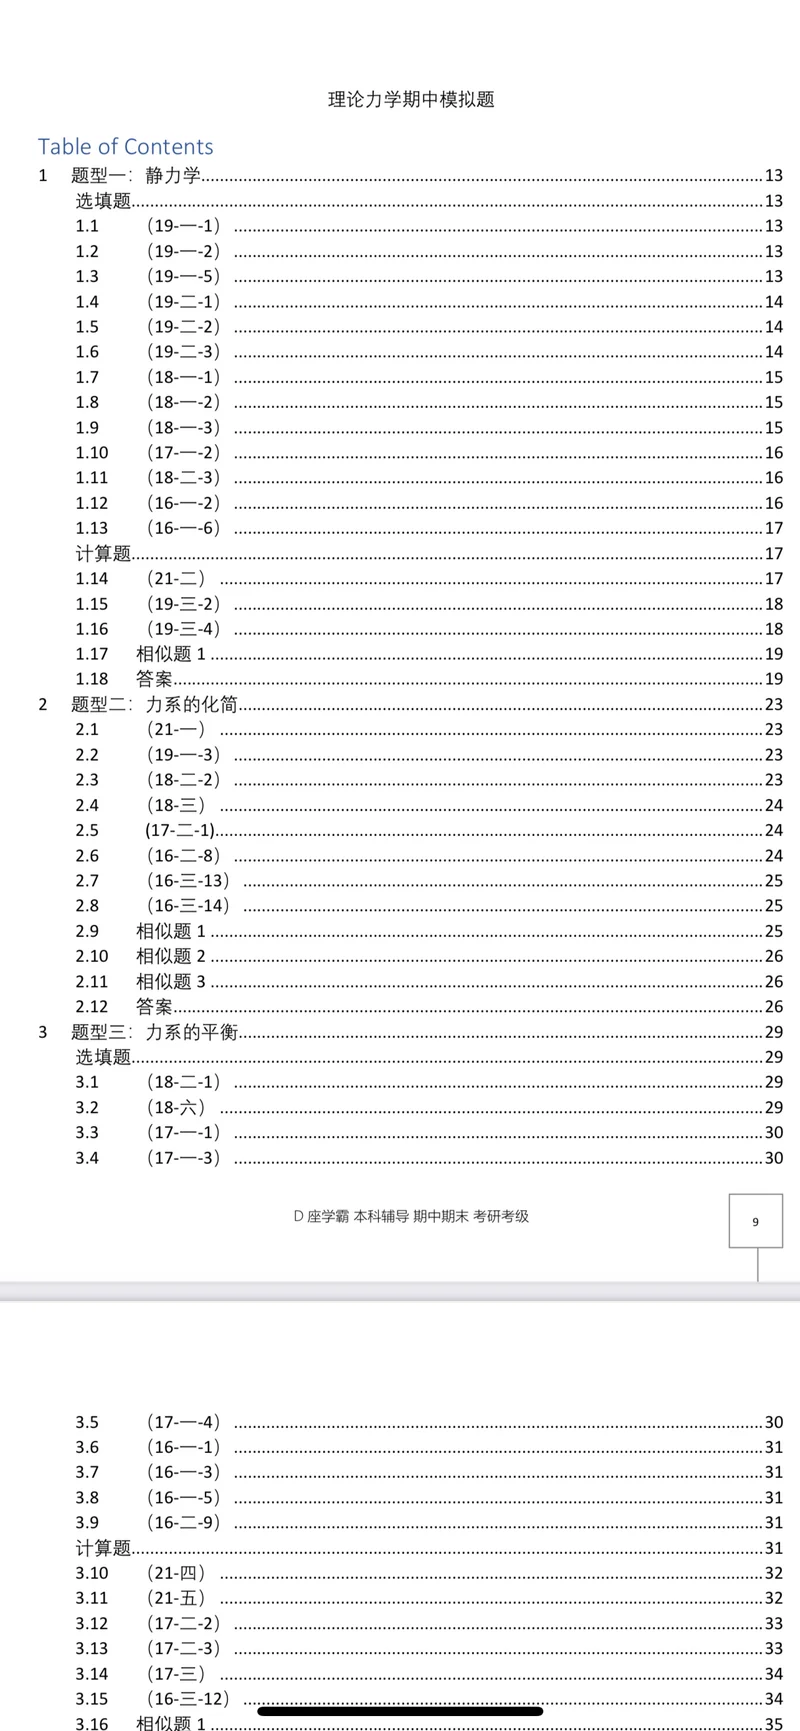 理论力学期中模拟题
Table of Contents
1 题型一：静力学 13
选填题 13
1.1 （19-一-1） 13
1.2 （19-一-2） 13
1.3 （19-一-5） 13
1.4 （19-二-1） 14
1.5 （19-二-2） 14
1.6 （19-二-3） 14
1.7 （18-一-1） 15
1.8 （18-一-2） 15
1.9 （18-一-3） 15
1.10 （17-一-2） 16
1.11 （18-二-3） 16
1.12 （16-一-2） 16
1.13 （16-一-6） 17
计算题 17
1.14 （21-二） 17
1.15 （19-三-2） 18
1.16 （19-三-4） 18
1.17 相似题 1 19
1.18 答案 19
2 题型二：力系的化简 23
2.1 （21-一） 23
2.2 （19-一-3） 23
2.3 （18-二-2） 23
2.4 （18-三） 24
2.5 (17-二-1) 24
2.6 （16-二-8） 24
2.7 （16-三-13） 25
2.8 （16-三-14） 25
2.9 相似题 1 25
2.10 相似题 2 26
2.11 相似题 3 26
2.12 答案 26
3 题型三：力系的平衡 29
选填题 29
3.1 （18-二-1） 29
3.2 （18-六） 29
3.3 （17-一-1） 30
3.4 （17-一-3） 30
D 座学霸 本科辅导 期中期末 考研考级
9
3.5 （17-一-4） 30
3.6 （16-一-1） 31
3.7 （16-一-3） 31
3.8 （16-一-5） 31
3.9 （16-二-9） 31
计算题 31
3.10 （21-四） 32
3.11 （21-五） 32
3.12 （17-二-2） 33
3.13 （17-二-3） 33
3.14 （17-三） 34
3.15 （16-三-12） 34
3.16 相似题 1 35